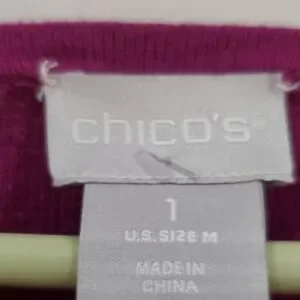 chico's
1
U.S. SIZE M
MADE IN
CHINA